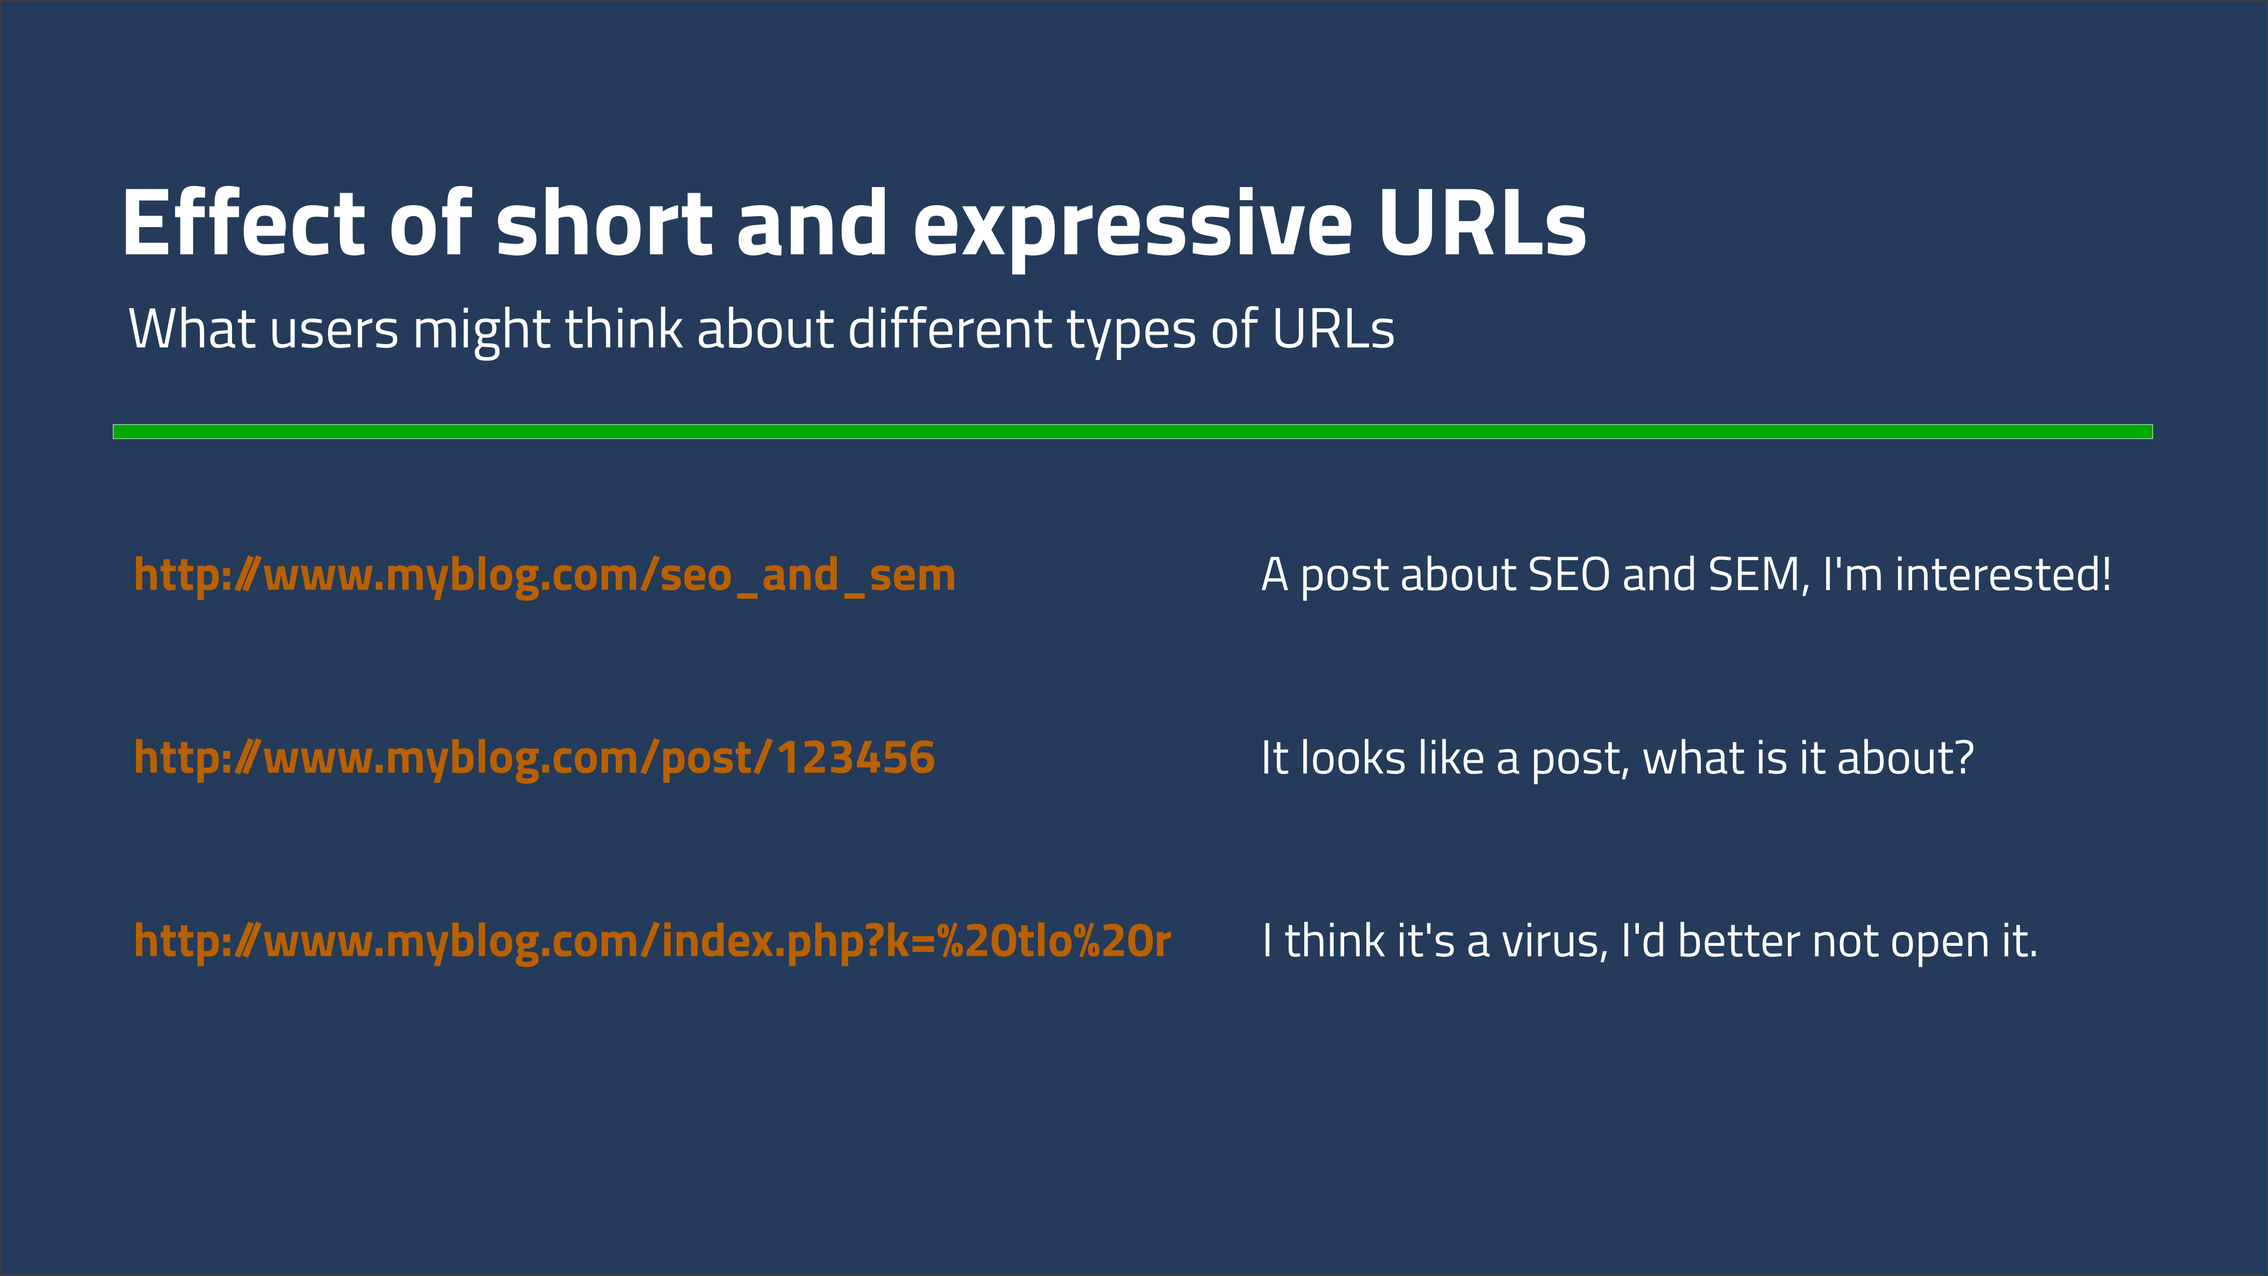 Effect of short and expressive URLs
What users might think about different types of URLs
http://www.myblog.com/seo_and_sem A post about SEO and SEM, I'm interested!
http://www.myblog.com/post/123456 It looks like a post, what is it about?
http://www.myblog.com/index.php?k=%20tlo%20r I think it's a virus, I'd better not open it.